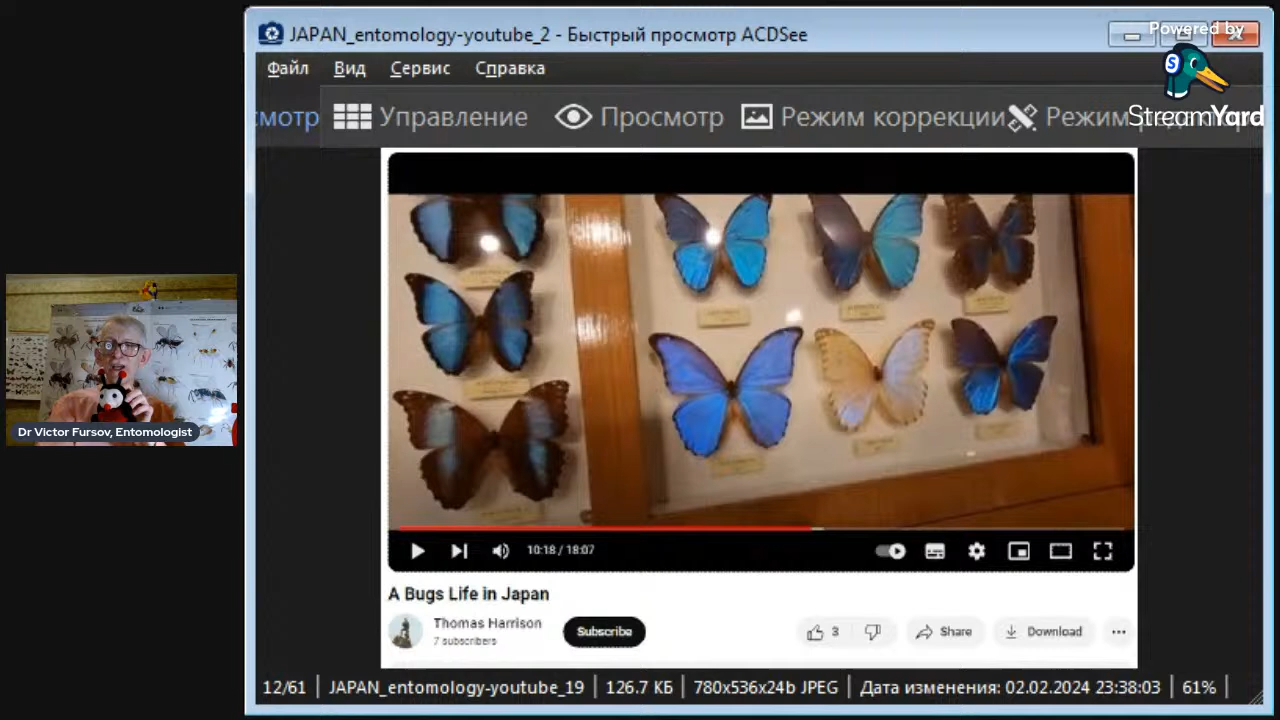 JAPAN_entomology-youtube_2 - Быстрый просмотр ACDSee
Powered by
StreamYard
Файл Вид Сервис Справка
смотр Управление Просмотр Режим коррекции
10:18 / 18:07
A Bugs Life in Japan
Thomas Harrison
7 subscribers
Subscribe
3
Share
Download
Dr Victor Fursov, Entomologist
12/61 JAPAN_entomology-youtube_19 126.7 КБ 780x536x24b JPEG Дата изменения: 02.02.2024 23:38:03 61%